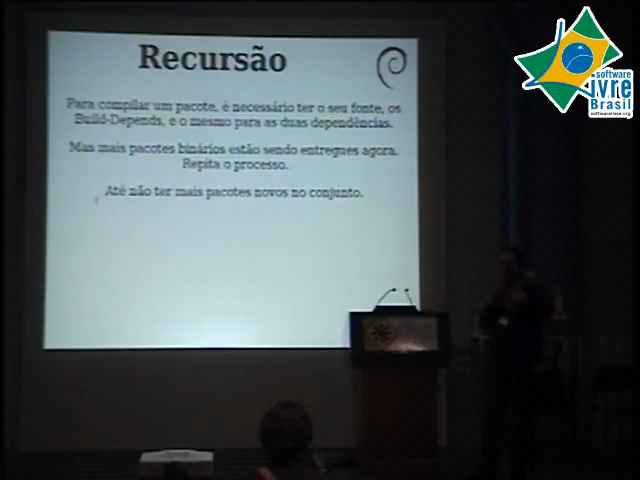 Recursão
Para compilar um pacote, é necessário ter o seu fonte, os
Build-Depends, e o mesmo para as duas dependências.
Mas mais pacotes binários estão sendo entregues agora.
Repita o processo.
Até não ter mais pacotes novos no conjunto.
software
livre
Brasil
softwarelivre.org